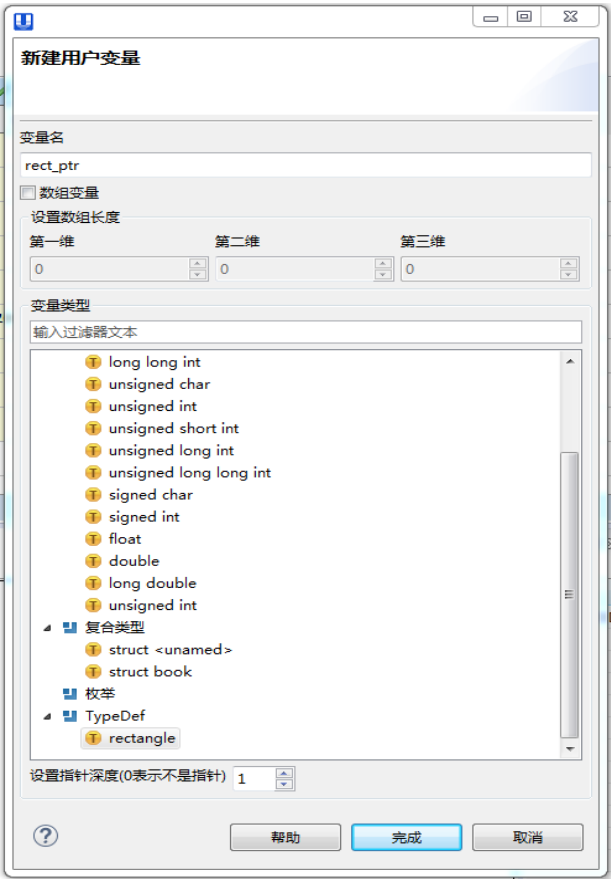 新建用户变量
变量名
rect_ptr
数组变量
设置数组长度
第一维 第二维 第三维
0 0 0
变量类型
输入过滤器文本
long long int
unsigned char
unsigned int
unsigned short int
unsigned long int
unsigned long long int
signed char
signed int
float
double
long double
unsigned int
复合类型
struct <unamed>
struct book
枚举
TypeDef
rectangle
设置指针深度(0表示不是指针) 1
帮助 完成 取消